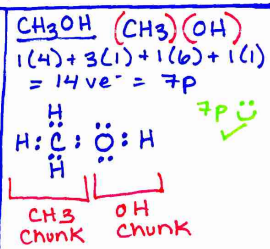 CH3OH (CH3)(OH)
1(4)+3(1)+1(6)+1(1)
= 14 ve⁻ = 7p
7p
H
H:C:O:H
H
CH3 OH
Chunk Chunk